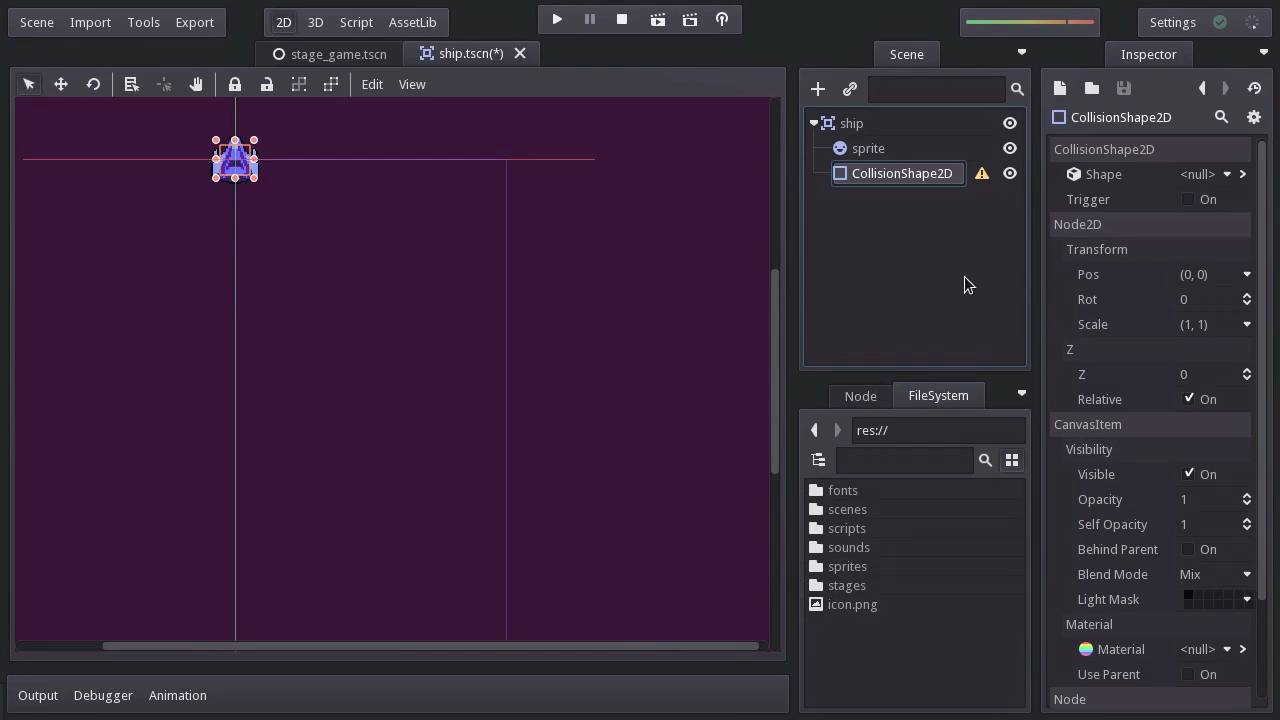 Scene Import Tools Export 2D 3D Script AssetLib Settings
stage_game.tscn ship.tscn(*) Scene Inspector
Edit View
CollisionShape2D
ship
sprite
CollisionShape2D
CollisionShape2D
Shape <null>
Trigger On
Node2D
Transform
Pos (0, 0)
Rot 0
Scale (1, 1)
Z
Z 0
Relative On
CanvasItem
Visibility
Visible On
Opacity 1
Self Opacity 1
Behind Parent On
Blend Mode Mix
Light Mask
Material
Material <null>
Use Parent On
Node
Node FileSystem
res://
fonts
scenes
scripts
sounds
sprites
stages
icon.png
Output Debugger Animation